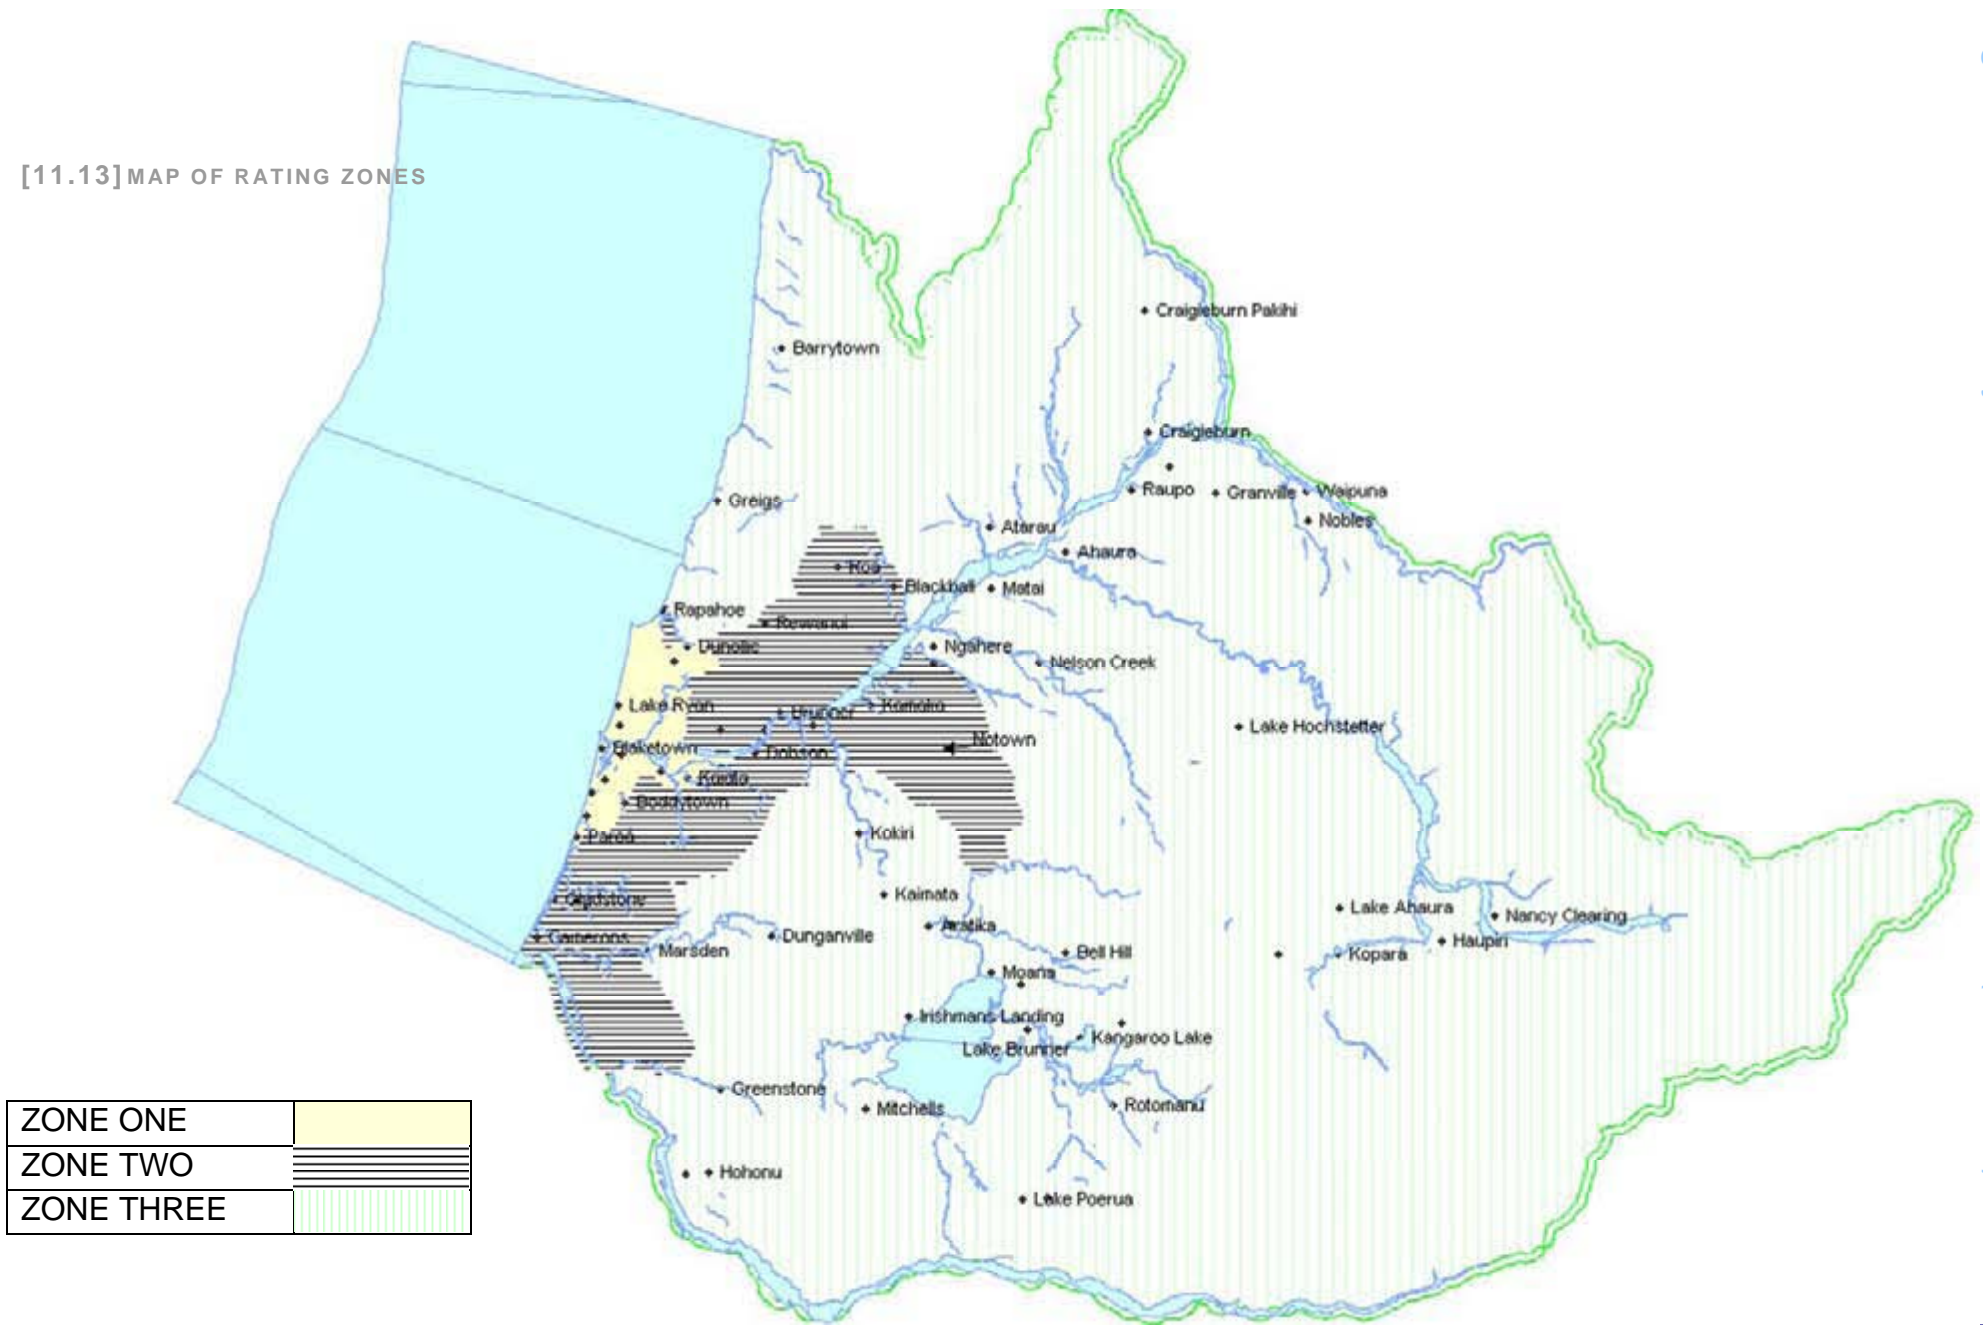 [11.13] MAP OF RATING ZONES
Craigieburn Pakihi
Barrytown
Craigieburn
Greigs
Raupo
Granville
Waipuna
Nobles
Atarau
Ahaura
Roa
Blackball
Matai
Rapahoe
Rewanui
Dunollie
Ngahere
Nelson Creek
Lake Ryan
Brunner
Kamaka
Lake Hochstetter
Notown
Blaketown
Dobson
Kaiata
Boddytown
Paroa
Kokiri
Kaimata
Gladstone
Lake Ahaura
Nancy Clearing
Aratika
Camerons
Dunganville
Haupiri
Marsden
Bell Hill
Kopara
Moana
Irishmans Landing
Kangaroo Lake
Lake Brunner
Greenstone
Mitchells
Rotomanu
Hohonu
Lake Poerua
ZONE ONE
ZONE TWO
ZONE THREE